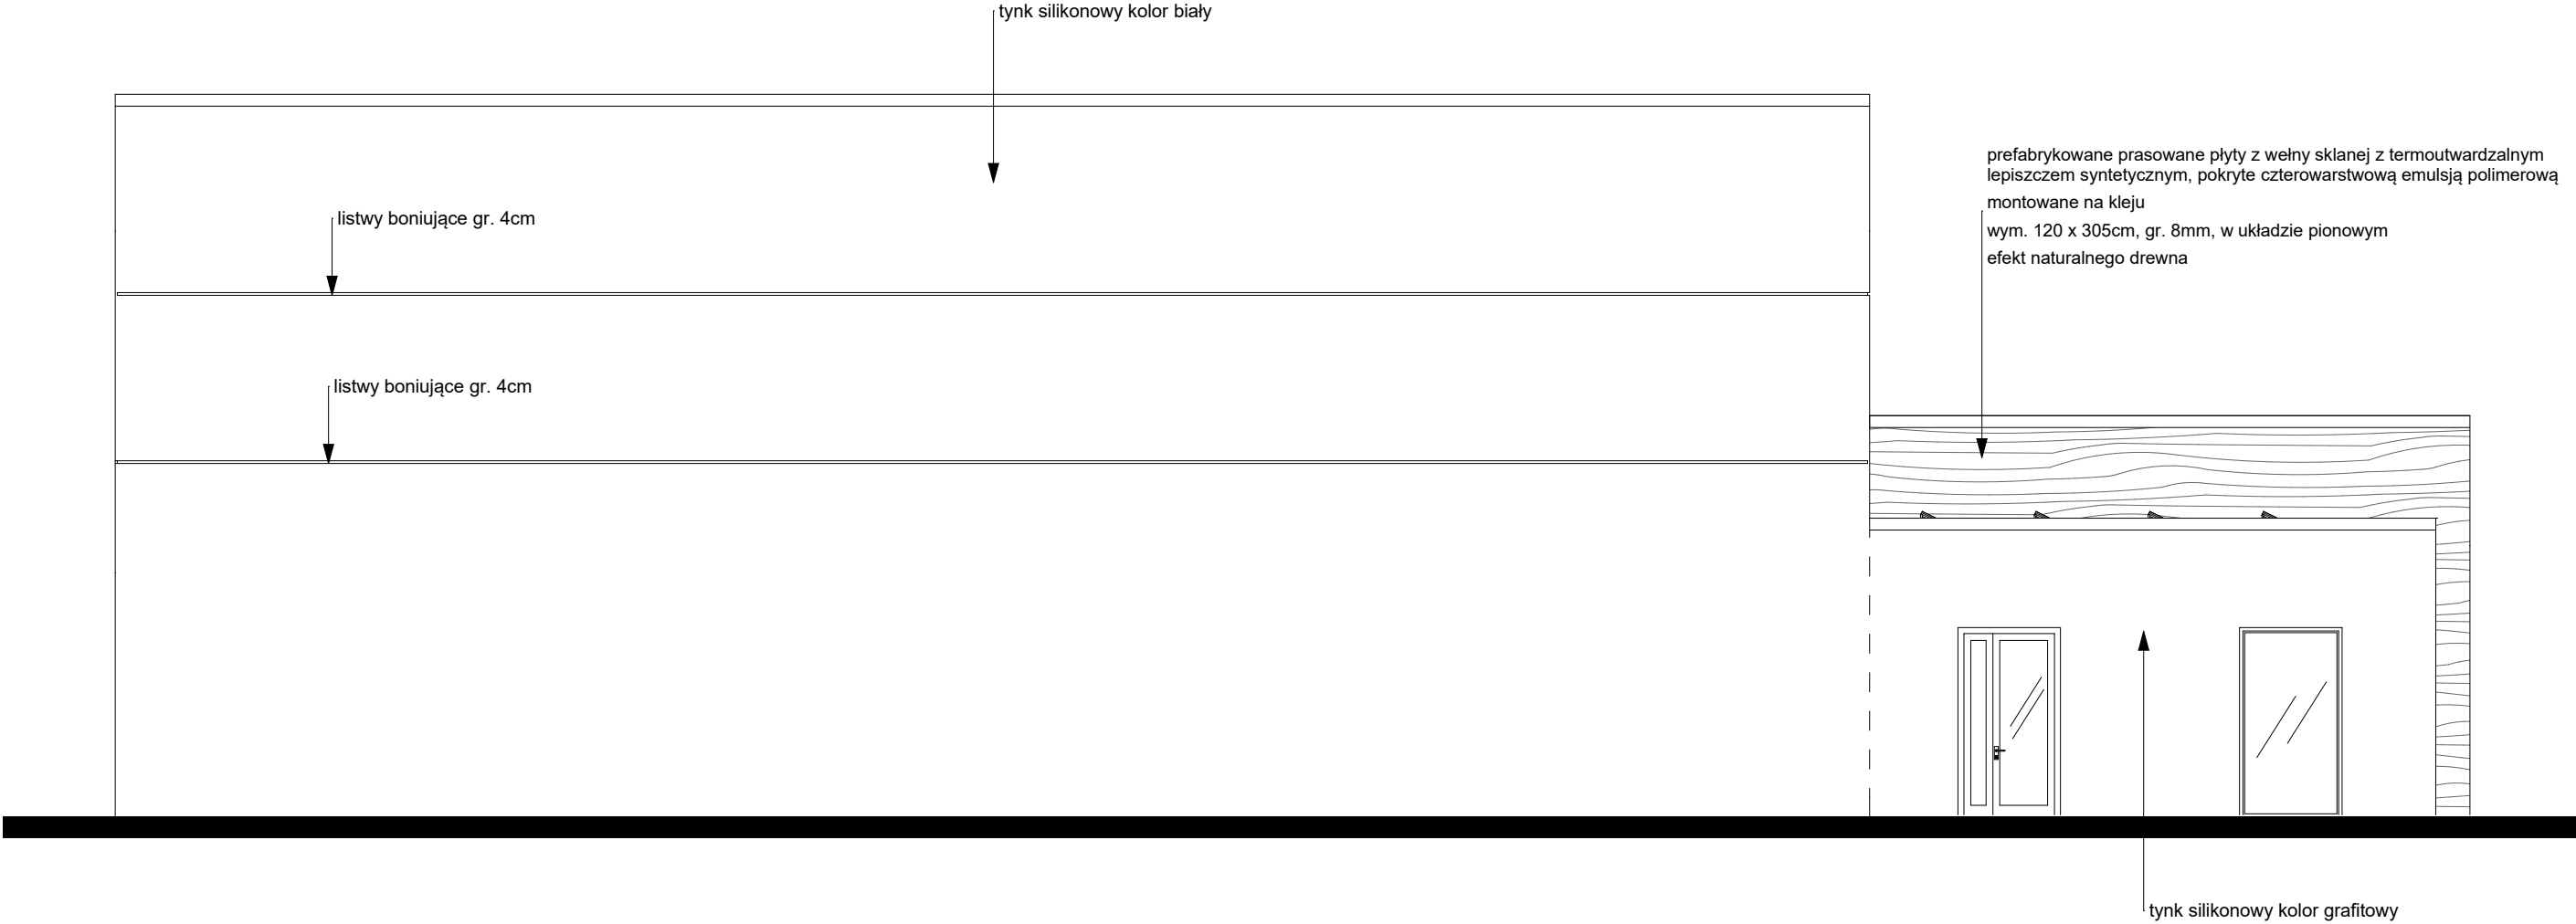 tynk silikonowy kolor biały
prefabrykowane prasowane płyty z wełny sklanej z termoutwardzalnym
lepiszczem syntetycznym, pokryte czterowarstwową emulsją polimerową
montowane na kleju
wym. 120 x 305cm, gr. 8mm, w układzie pionowym
efekt naturalnego drewna
listwy boniujące gr. 4cm
listwy boniujące gr. 4cm
tynk silikonowy kolor grafitowy